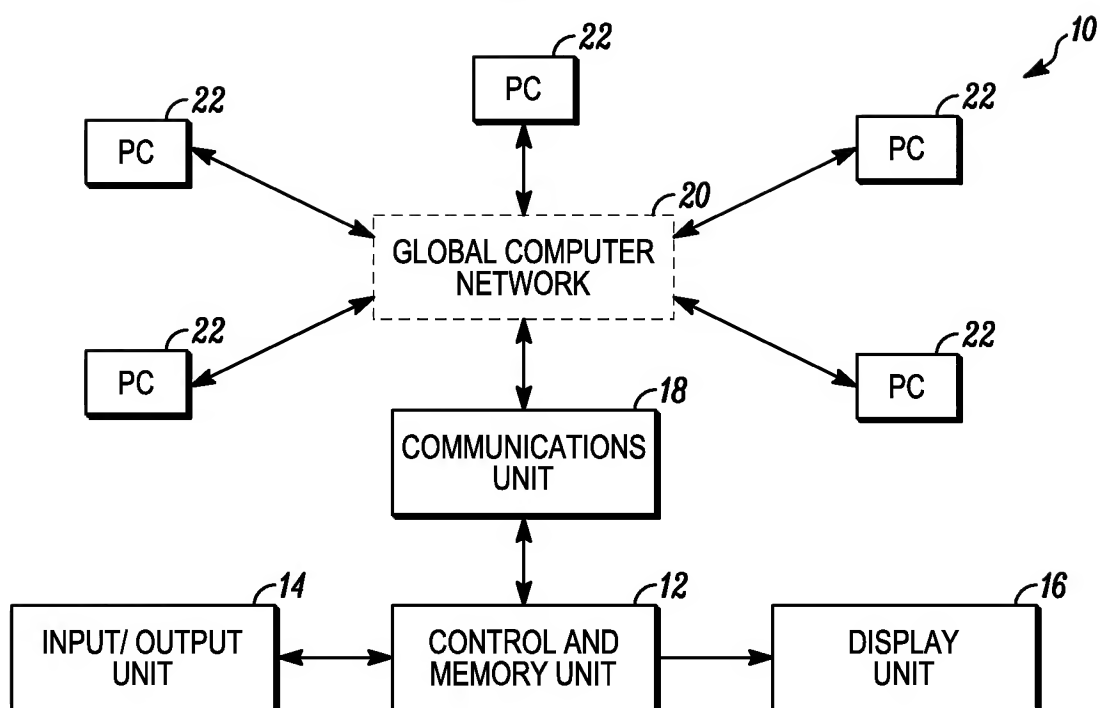 22
10
PC
22
PC
22
PC
20
GLOBAL COMPUTER
NETWORK
22
PC
22
PC
18
COMMUNICATIONS
UNIT
14
INPUT/ OUTPUT
UNIT
12
CONTROL AND
MEMORY UNIT
16
DISPLAY
UNIT